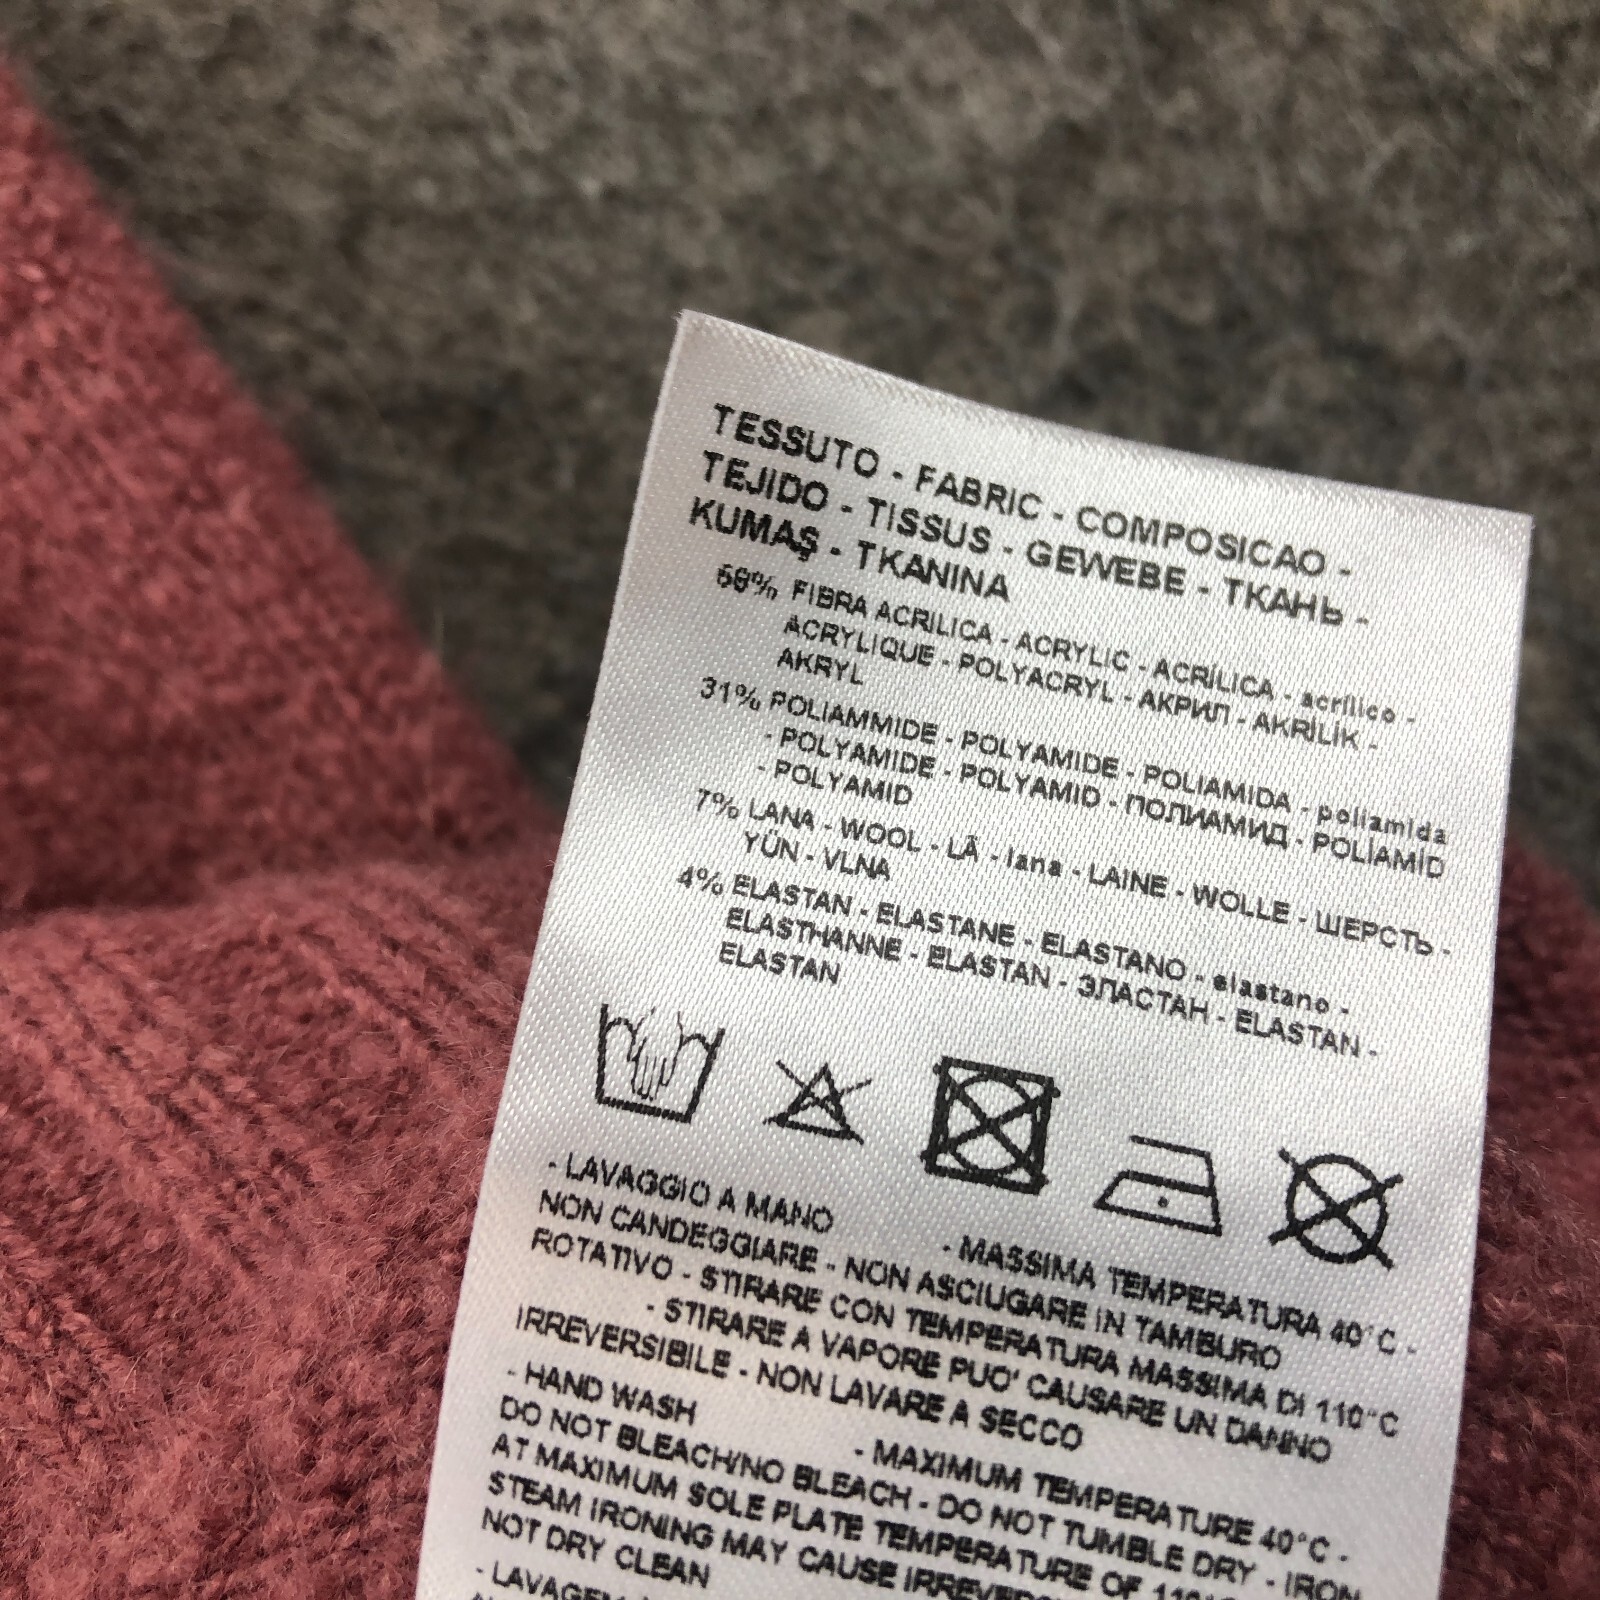 TESSUTO - FABRIC - COMPOSICAO -
TEJIDO - TISSUS - GEWEBE - ТКАНЬ -
KUMAŞ - TKANINA
58% FIBRA ACRILICA - ACRYLIC - ACRÍLICA - acrílico -
ACRYLIQUE - POLYACRYL - АКРИЛ - AKRİLİK -
AKRYL
31% POLIAMMIDE - POLYAMIDE - POLIAMIDA - poliamida
- POLYAMIDE - POLYAMID - ПОЛИАМИД - POLİAMİD
- POLYAMID
7% LANA - WOOL - LÃ - lana - LAINE - WOLLE - ШЕРСТЬ -
YÜN - VLNA
4% ELASTAN - ELASTANE - ELASTANO - elastano -
ELASTHANNE - ELASTAN - ЭЛАСТАН - ELASTAN -
ELASTAN
- LAVAGGIO A MANO - MASSIMA TEMPERATURA 40°C -
NON CANDEGGIARE - NON ASCIUGARE IN TAMBURO
ROTATIVO - STIRARE CON TEMPERATURA MASSIMA DI 110°C
- STIRARE A VAPORE PUO' CAUSARE UN DANNO
IRREVERSIBILE - NON LAVARE A SECCO
- HAND WASH - MAXIMUM TEMPERATURE 40°C -
DO NOT BLEACH/NO BLEACH - DO NOT TUMBLE DRY - IRON
AT MAXIMUM SOLE PLATE TEMPERATURE OF
STEAM IRONING MAY CAUSE
NOT DRY CLEAN